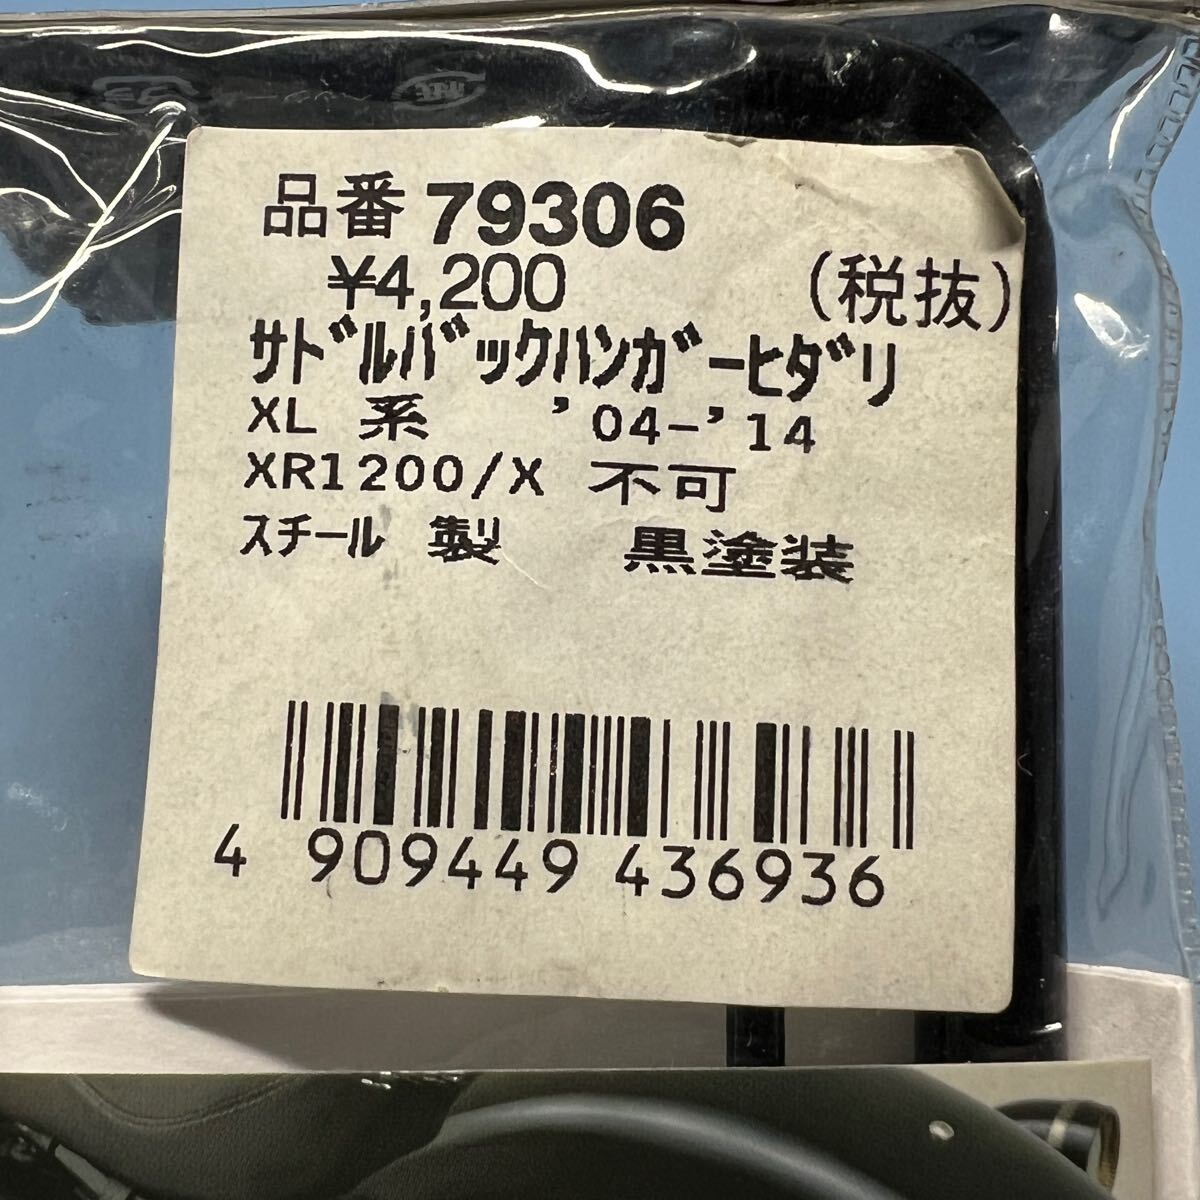 品番 79306
¥4,200 (税抜)
ｻﾄﾞﾙﾊﾞｯｸﾊﾝｶﾞｰﾋﾀﾞﾘ
XL 系 '04-'14
XR1200/X 不可
ｽﾁｰﾙ 製 黒塗装
4 909449 436936